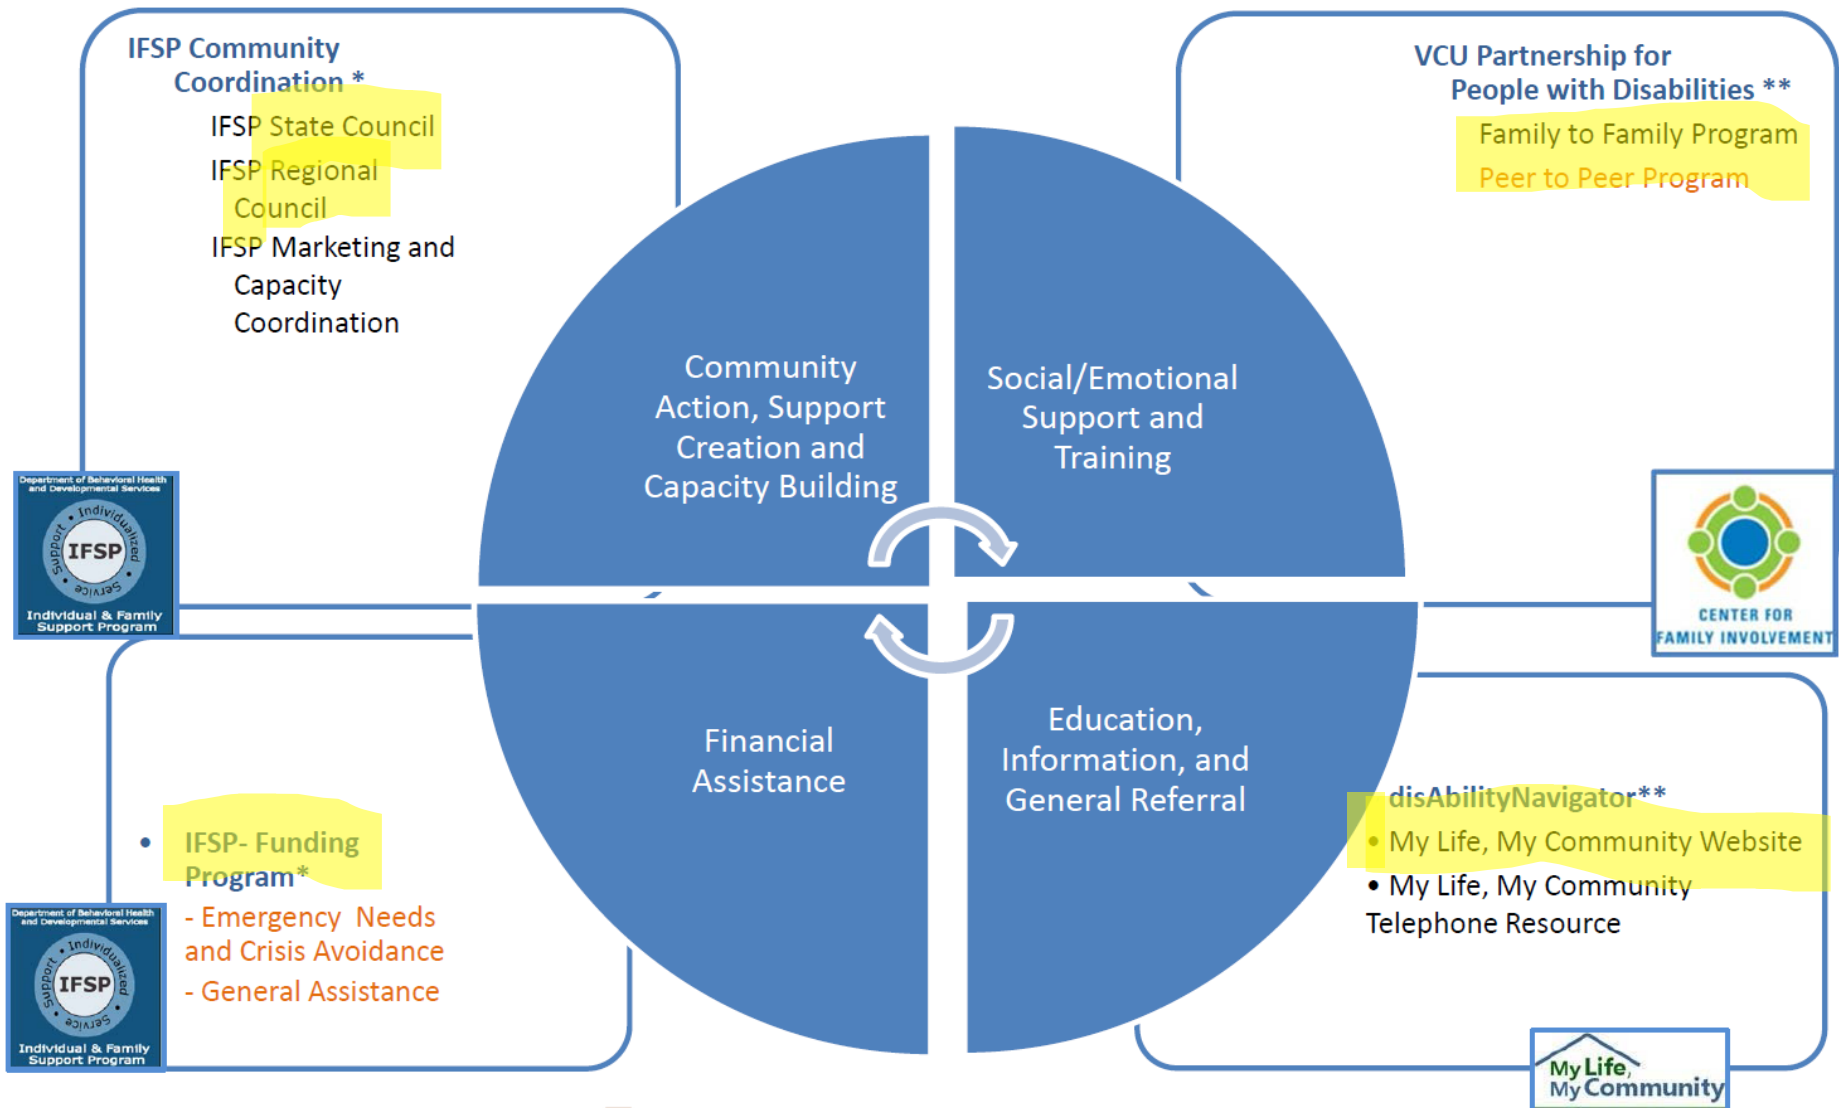 IFSP Community
Coordination *
IFSP State Council
IFSP Regional
Council
IFSP Marketing and
Capacity
Coordination
VCU Partnership for
People with Disabilities **
Family to Family Program
Peer to Peer Program
Community
Action, Support
Creation and
Capacity Building
Social/Emotional
Support and
Training
Department of Behavioral Health
and Developmental Services
Support • Individualized • Service •
IFSP
Individual & Family
Support Program
CENTER FOR
FAMILY INVOLVEMENT
Financial
Assistance
Education,
Information, and
General Referral
• IFSP- Funding
Program*
- Emergency Needs
and Crisis Avoidance
- General Assistance
disAbilityNavigator**
• My Life, My Community Website
• My Life, My Community
Telephone Resource
Department of Behavioral Health
and Developmental Services
Support • Individualized • Service •
IFSP
Individual & Family
Support Program
My Life,
My Community